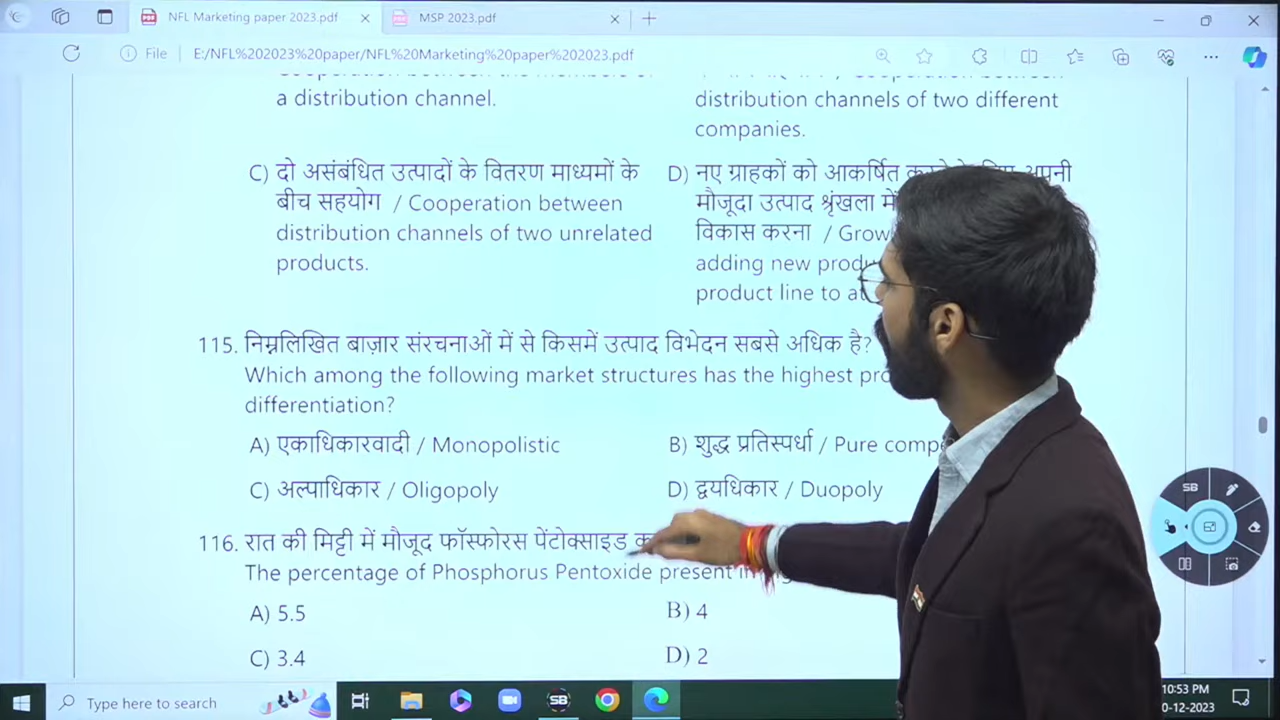 NFL Marketing paper 2023.pdf
MSP 2023.pdf
File E:/NFL%202023%20paper/NFL%20Marketing%20paper%202023.pdf
a distribution channel.
distribution channels of two different
companies.
C) दो असंबंधित उत्पादों के वितरण माध्यमों के
बीच सहयोग / Cooperation between
distribution channels of two unrelated
products.
D) नए ग्राहकों को आकर्षित अपनी
मौजूदा उत्पाद श्रृंखला में
विकास करना /
adding new
product line to
115. निम्नलिखित बाज़ार संरचनाओं में से किसमें उत्पाद विभेदन सबसे अधिक है?
Which among the following market structures has the highest
differentiation?
A) एकाधिकारवादी / Monopolistic
B) शुद्ध प्रतिस्पर्धा / Pure
C) अल्पाधिकार / Oligopoly
D) द्वयधिकार / Duopoly
116. रात की मिट्टी में मौजूद फॉस्फोरस पेंटोक्साइड
The percentage of Phosphorus Pentoxide present
A) 5.5
B) 4
C) 3.4
D) 2
SB
Type here to search
SB
10:53 PM
0-12-2023